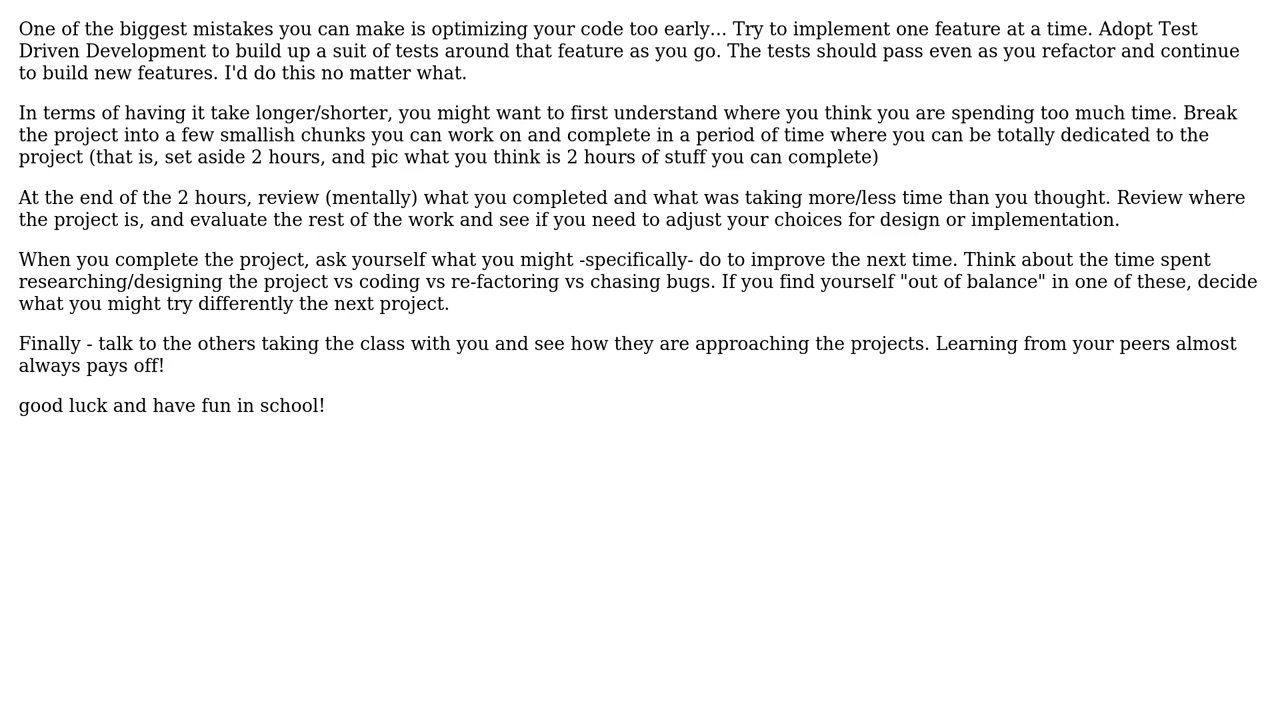 One of the biggest mistakes you can make is optimizing your code too early... Try to implement one feature at a time. Adopt Test
Driven Development to build up a suit of tests around that feature as you go. The tests should pass even as you refactor and continue
to build new features. I'd do this no matter what.
In terms of having it take longer/shorter, you might want to first understand where you think you are spending too much time. Break
the project into a few smallish chunks you can work on and complete in a period of time where you can be totally dedicated to the
project (that is, set aside 2 hours, and pic what you think is 2 hours of stuff you can complete)
At the end of the 2 hours, review (mentally) what you completed and what was taking more/less time than you thought. Review where
the project is, and evaluate the rest of the work and see if you need to adjust your choices for design or implementation.
When you complete the project, ask yourself what you might -specifically- do to improve the next time. Think about the time spent
researching/designing the project vs coding vs re-factoring vs chasing bugs. If you find yourself "out of balance" in one of these, decide
what you might try differently the next project.
Finally - talk to the others taking the class with you and see how they are approaching the projects. Learning from your peers almost
always pays off!
good luck and have fun in school!